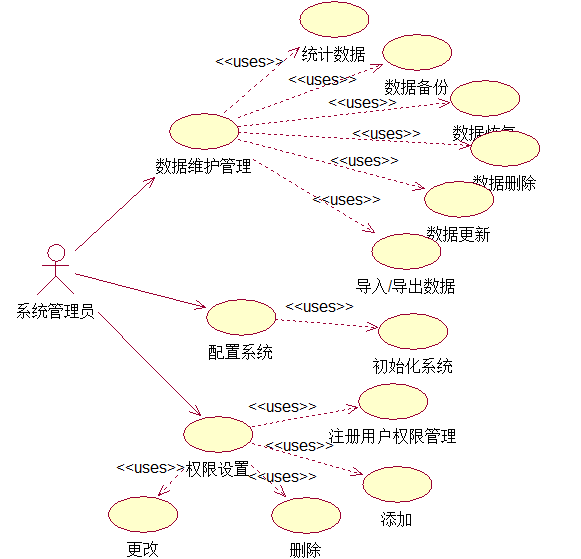 <<uses>>
统计数据
<<uses>>
数据备份
<<uses>>
数据恢复
<<uses>>
数据维护管理
数据删除
<<uses>>
数据更新
<<uses>>
导入/导出数据
系统管理员
<<uses>>
配置系统
初始化系统
<<uses>>
注册用户权限管理
<<uses>>
<<uses>>
权限设置
<<uses>>
添加
更改
删除